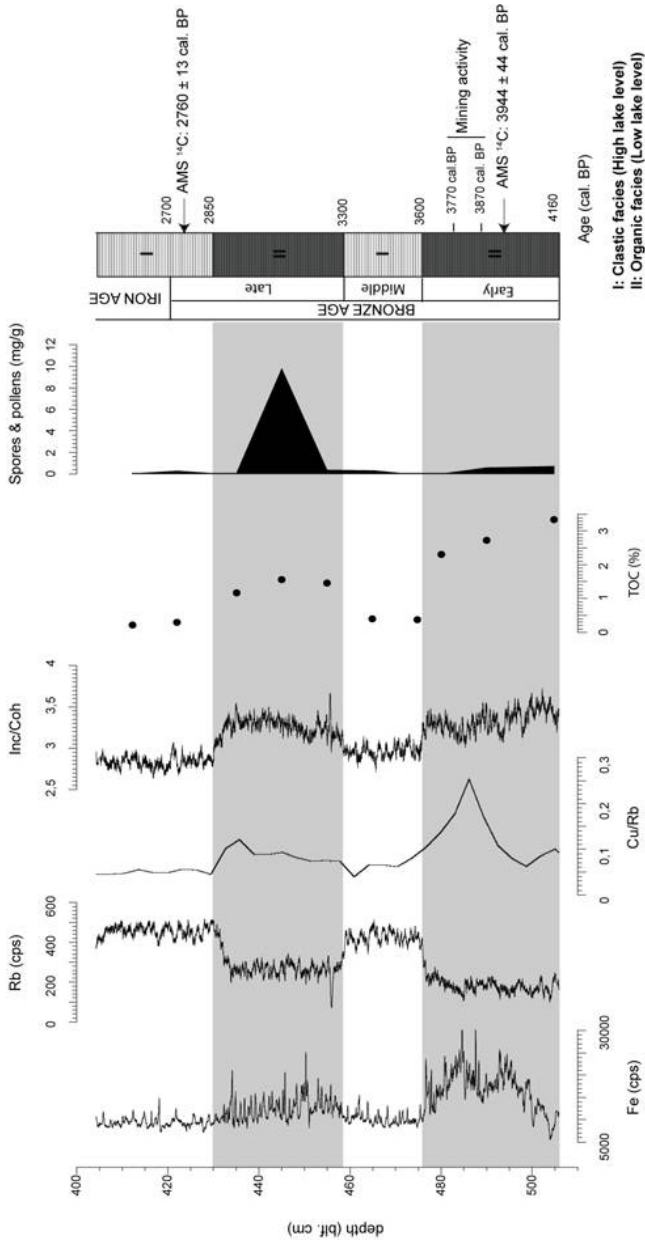 Rb (cps)
0 200 400 600
Inc/Coh
2.5 3 3.5 4
Spores & pollens (mg/g)
0 2 4 6 8 10 12
depth (blf. cm)
400
420
440
460
480
500
5000 30000
Fe (cps)
0 0,1 0,2 0,3
Cu/Rb
0 1 2 3
TOC (%)
IRON AGE
BRONZE AGE
Late
Middle
Early
I
II
I
II
2700
AMS ¹⁴C: 2760 ± 13 cal. BP
2850
3300
3600
3770 cal.BP
Mining activity
3870 cal. BP
AMS ¹⁴C: 3944 ± 44 cal. BP
4160
Age (cal. BP)
I: Clastic facies (High lake level)
II: Organic facies (Low lake level)